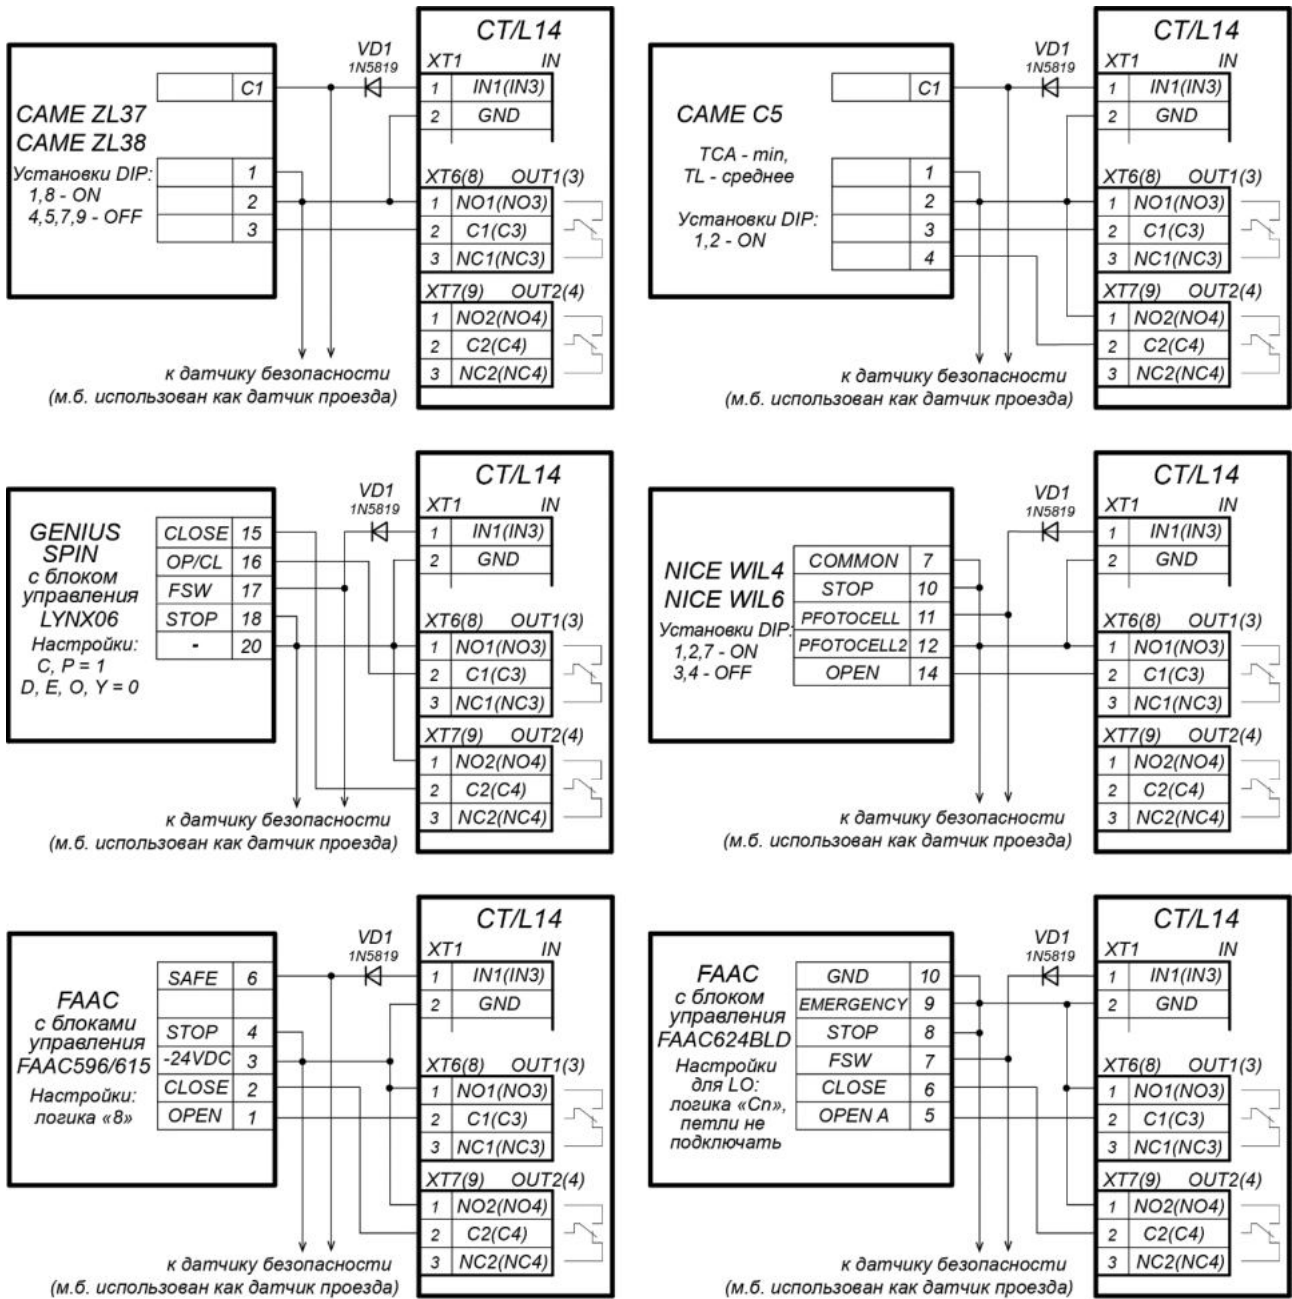 CAME ZL37
CAME ZL38
Установки DIP:
1,8 - ON
4,5,7,9 - OFF
C1
1
2
3
VD1
1N5819
CT/L14
XT1 IN
1 IN1(IN3)
2 GND
XT6(8) OUT1(3)
1 NO1(NO3)
2 C1(C3)
3 NC1(NC3)
XT7(9) OUT2(4)
1 NO2(NO4)
2 C2(C4)
3 NC2(NC4)
к датчику безопасности
(м.б. использован как датчик проезда)
CAME C5
TCA - min,
TL - среднее
Установки DIP:
1,2 - ON
C1
1
2
3
4
VD1
1N5819
CT/L14
XT1 IN
1 IN1(IN3)
2 GND
XT6(8) OUT1(3)
1 NO1(NO3)
2 C1(C3)
3 NC1(NC3)
XT7(9) OUT2(4)
1 NO2(NO4)
2 C2(C4)
3 NC2(NC4)
к датчику безопасности
(м.б. использован как датчик проезда)
GENIUS
SPIN
с блоком
управления
LYNX06
Настройки:
C, P = 1
D, E, O, Y = 0
CLOSE 15
OP/CL 16
FSW 17
STOP 18
- 20
VD1
1N5819
CT/L14
XT1 IN
1 IN1(IN3)
2 GND
XT6(8) OUT1(3)
1 NO1(NO3)
2 C1(C3)
3 NC1(NC3)
XT7(9) OUT2(4)
1 NO2(NO4)
2 C2(C4)
3 NC2(NC4)
к датчику безопасности
(м.б. использован как датчик проезда)
NICE WIL4
NICE WIL6
Установки DIP:
1,2,7 - ON
3,4 - OFF
COMMON 7
STOP 10
PFOTOCELL 11
PFOTOCELL2 12
OPEN 14
VD1
1N5819
CT/L14
XT1 IN
1 IN1(IN3)
2 GND
XT6(8) OUT1(3)
1 NO1(NO3)
2 C1(C3)
3 NC1(NC3)
XT7(9) OUT2(4)
1 NO2(NO4)
2 C2(C4)
3 NC2(NC4)
к датчику безопасности
(м.б. использован как датчик проезда)
FAAC
с блоками
управления
FAAC596/615
Настройки:
логика «8»
SAFE 6
STOP 4
-24VDC 3
CLOSE 2
OPEN 1
VD1
1N5819
CT/L14
XT1 IN
1 IN1(IN3)
2 GND
XT6(8) OUT1(3)
1 NO1(NO3)
2 C1(C3)
3 NC1(NC3)
XT7(9) OUT2(4)
1 NO2(NO4)
2 C2(C4)
3 NC2(NC4)
к датчику безопасности
(м.б. использован как датчик проезда)
FAAC
с блоком
управления
FAAC624BLD
Настройки
для LO:
логика «Cn»,
петли не
подключать
GND 10
EMERGENCY 9
STOP 8
FSW 7
CLOSE 6
OPEN A 5
VD1
1N5819
CT/L14
XT1 IN
1 IN1(IN3)
2 GND
XT6(8) OUT1(3)
1 NO1(NO3)
2 C1(C3)
3 NC1(NC3)
XT7(9) OUT2(4)
1 NO2(NO4)
2 C2(C4)
3 NC2(NC4)
к датчику безопасности
(м.б. использован как датчик проезда)